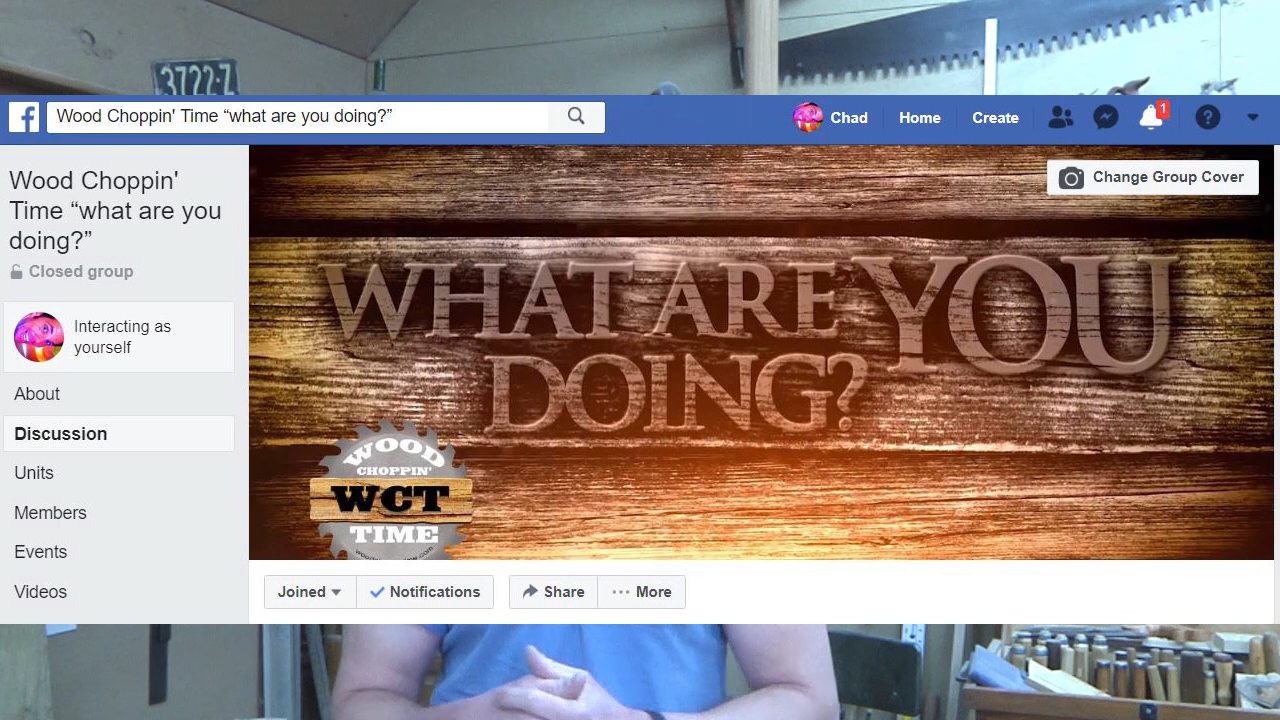 3722-Z
Wood Choppin' Time “what are you doing?”
Chad
Home
Create
1
?
Wood Choppin'
Time “what are you
doing?”
Closed group
Change Group Cover
WHAT ARE YOU
DOING?
Interacting as
yourself
About
Discussion
Units
Members
Events
Videos
WOOD
CHOPPIN'
WCT
TIME
Joined
Notifications
Share
More